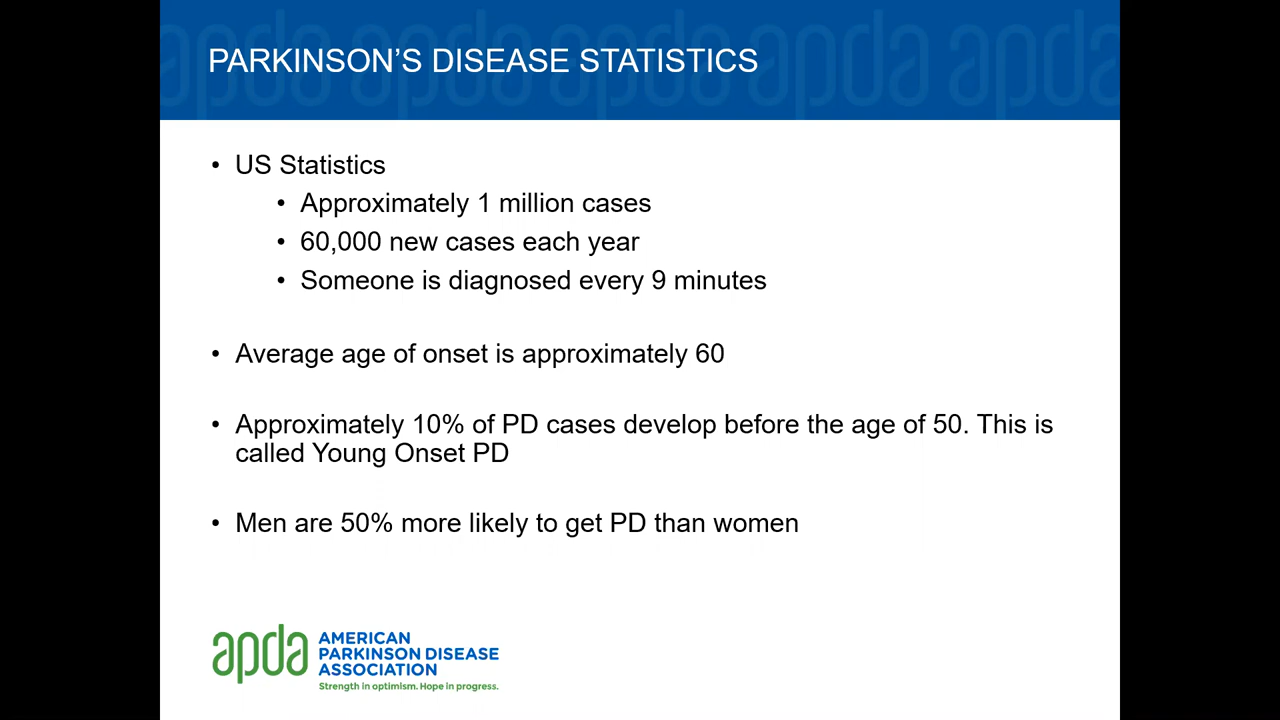 PARKINSON’S DISEASE STATISTICS
• US Statistics
• Approximately 1 million cases
• 60,000 new cases each year
• Someone is diagnosed every 9 minutes
• Average age of onset is approximately 60
• Approximately 10% of PD cases develop before the age of 50. This is
called Young Onset PD
• Men are 50% more likely to get PD than women
apda
AMERICAN
PARKINSON DISEASE
ASSOCIATION
Strength in optimism. Hope in progress.